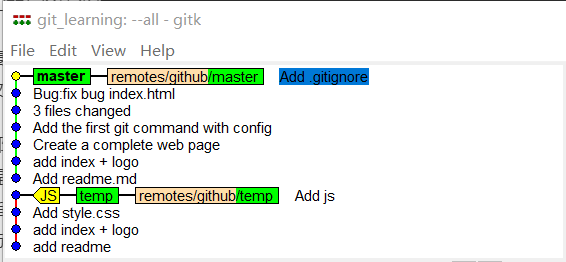 git_learning: --all - gitk
File Edit View Help
master remotes/github/master Add .gitignore
Bug:fix bug index.html
3 files changed
Add the first git command with config
Create a complete web page
add index + logo
Add readme.md
JS temp remotes/github/temp Add js
Add style.css
add index + logo
add readme